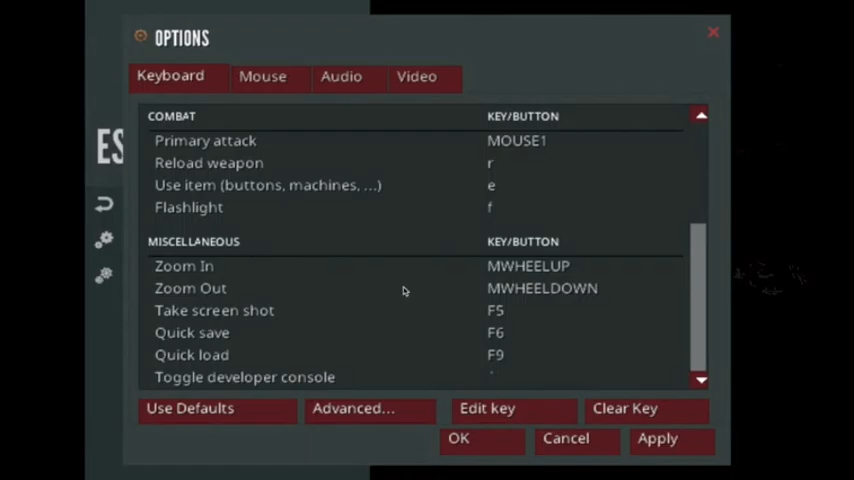 OPTIONS
Keyboard Mouse Audio Video
COMBAT KEY/BUTTON
Primary attack MOUSE1
Reload weapon r
Use item (buttons, machines, ...) e
Flashlight f
ES
MISCELLANEOUS KEY/BUTTON
Zoom In MWHEELUP
Zoom Out MWHEELDOWN
Take screen shot F5
Quick save F6
Quick load F9
Toggle developer console `
Use Defaults Advanced... Edit key Clear Key
OK Cancel Apply